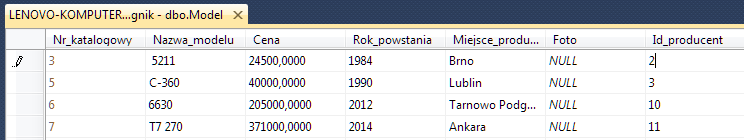 LENOVO-KOMPUTER...gnik - dbo.Model
Nr_katalogowy Nazwa_modelu Cena Rok_powstania Miejsce_produ... Foto Id_producent
3 5211 24500,0000 1984 Brno NULL 2
5 C-360 40000,0000 1990 Lublin NULL 3
6 6630 205000,0000 2012 Tarnowo Podg... NULL 10
7 T7 270 371000,0000 2014 Ankara NULL 11